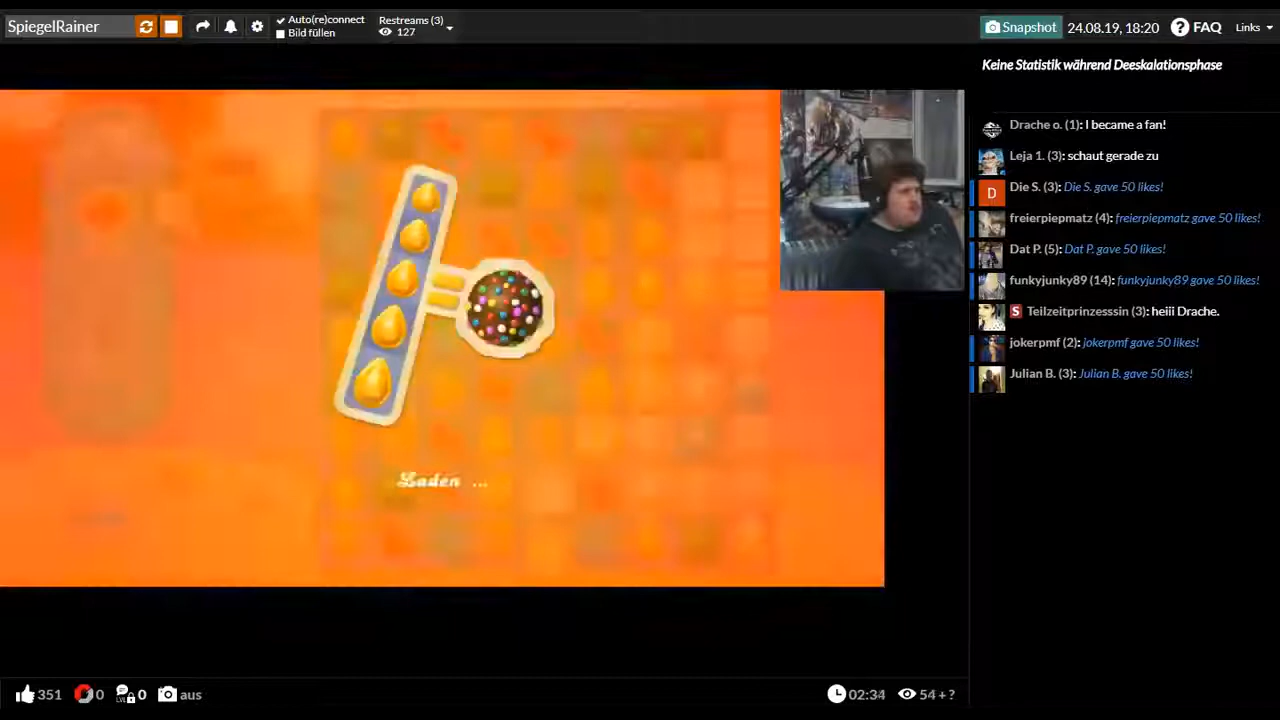 SpiegelRainer
Auto(re)connect
Bild füllen
Restreams (3)
127
Snapshot
24.08.19, 18:20
FAQ
Links
Keine Statistik während Deeskalationsphase
Drache o. (1): I became a fan!
Leja 1. (3): schaut gerade zu
D Die S. (3): Die S. gave 50 likes!
freierpiepmatz (4): freierpiepmatz gave 50 likes!
Dat P. (5): Dat P. gave 50 likes!
funkyjunky89 (14): funkyjunky89 gave 50 likes!
S Teilzeitprinzesssin (3): heiii Drache.
jokerpmf (2): jokerpmf gave 50 likes!
Julian B. (3): Julian B. gave 50 likes!
Laden ...
351
0
LVL
0
aus
02:34
54 + ?